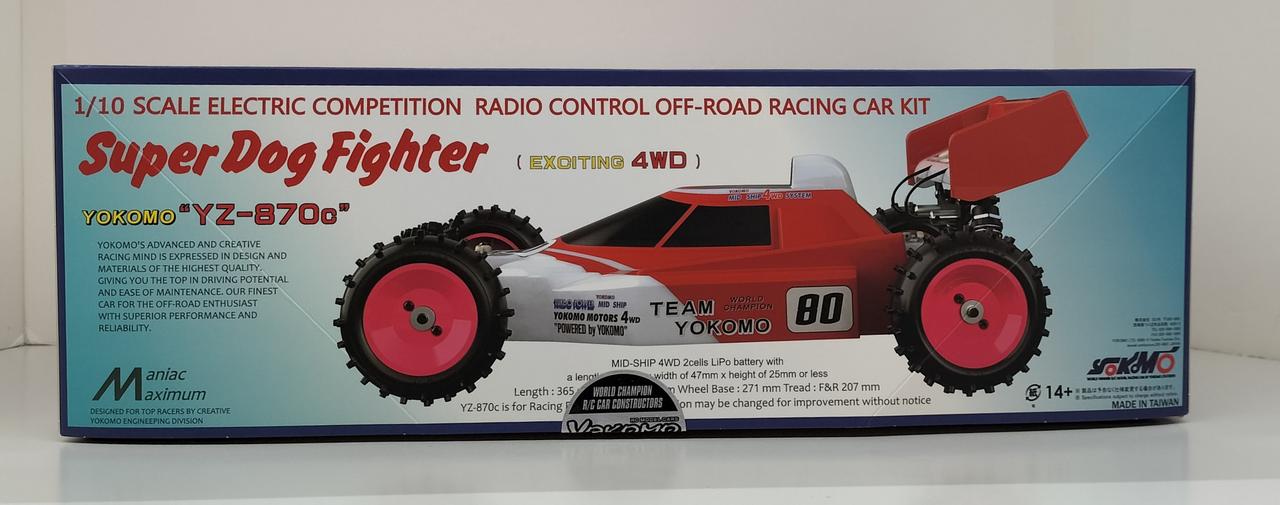 1/10 SCALE ELECTRIC COMPETITION RADIO CONTROL OFF-ROAD RACING CAR KIT
Super Dog Fighter ( EXCITING 4WD )
YOKOMO "YZ-870c"
YOKOMO'S ADVANCED AND CREATIVE
RACING MIND IS EXPRESSED IN DESIGN AND
MATERIALS OF THE HIGHEST QUALITY.
GIVING YOU THE TOP IN DRIVING POTENTIAL
AND EASE OF MAINTENANCE. OUR FINEST
CAR FOR THE OFF-ROAD ENTHUSIAST
WITH SUPERIOR PERFORMANCE AND
RELIABILITY.
Maniac
Maximum
DESIGNED FOR TOP RACERS BY CREATIVE
YOKOMO ENGINEEPING DIVISION
YOKOMO
MID SHIP 4WD SYSTEM
YOKOMO
MID SHIP
YOKOMO MOTORS 4WD
"POWERED by YOKOMO"
TEAM
YOKOMO
WORLD
CHAMPION
80
MID-SHIP 4WD 2cells LiPo battery with
a length width of 47mm x height of 25mm or less
Length : 365 Wheel Base : 271 mm Tread : F&R 207 mm
YZ-870c is for Racing may be changed for improvement without notice
WORLD CHAMPION
R/C CAR CONSTRUCTORS
YOKOMO
YOKOMO
14+
MADE IN TAIWAN